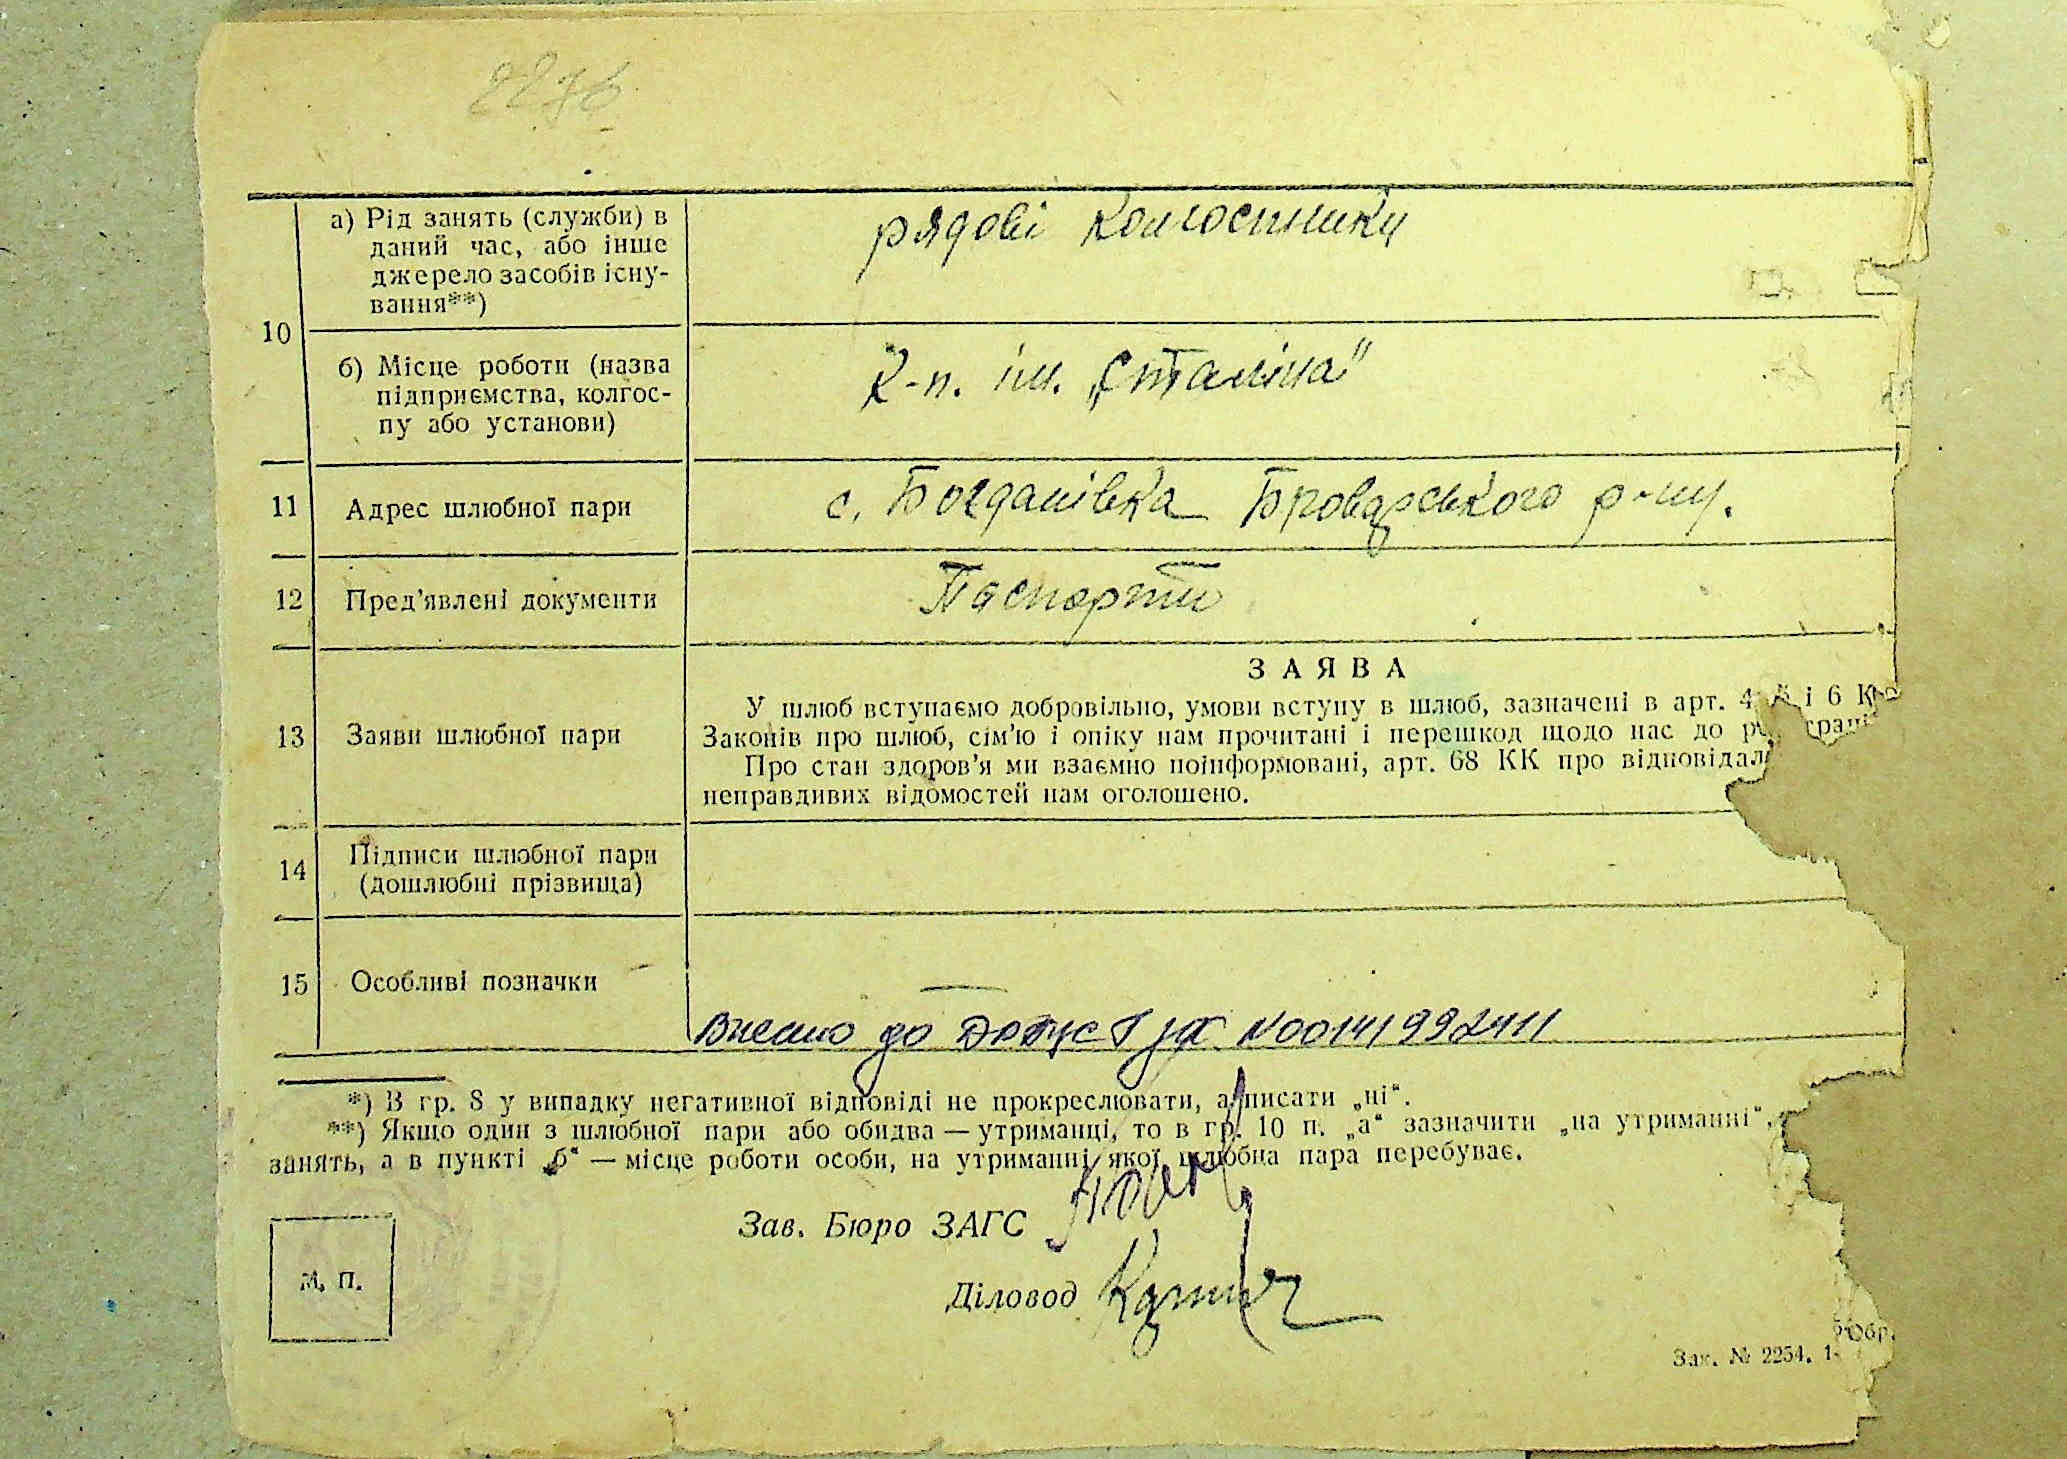 2276
10
а) Рід занять (служби) в
даний час, або інше
джерело засобів існу-
вання**)
рядові колгоспники
б) Місце роботи (назва
підприємства, колгос-
пу або установи)
к-п. ім. „Сталіна"
11 Адрес шлюбної пари с. Богданівка Броварського р-ну.
12 Пред'явлені документи Паспорти
13 Заяви шлюбної пари
ЗАЯВА
У шлюб вступаємо добровільно, умови вступу в шлюб, зазначені в арт. 4, 5 і 6 К
Законів про шлюб, сім'ю і опіку нам прочитані і перешкод щодо нас до
Про стан здоров'я ми взаємно поінформовані, арт. 68 КК про відповідал
неправдивих відомостей нам оголошено.
14 Підписи шлюбної пари
(дошлюбні прізвища)
15 Особливі позначки
Внесено до N00141992411
*) В гр. 8 у випадку негативної відповіді не прокреслювати, а писати „ні“.
**) Якщо один з шлюбної пари або обидва — утриманці, то в гр. 10 п. „а“ зазначити „на утриманні“,
занять, а в пункті „б“ — місце роботи особи, на утриманні якої шлюбна пара перебуває.
Зав. Бюро ЗАГС
М. П.
Діловод
Зак. № 2254.